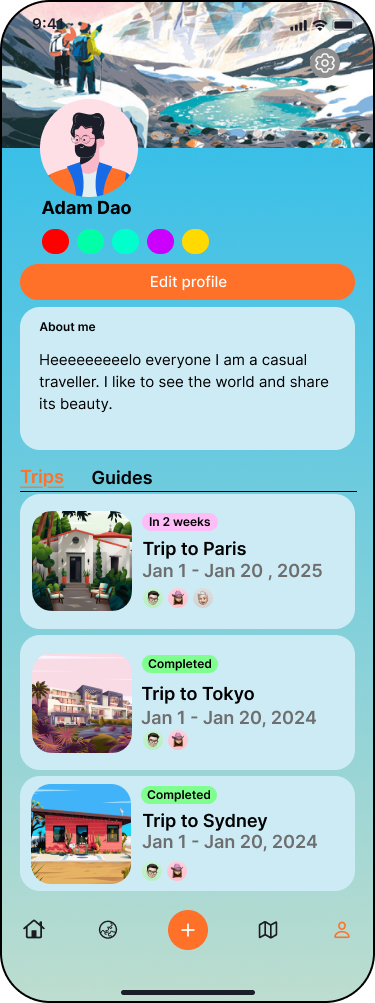 9:41
Adam Dao
Edit profile
About me
Heeeeeeeeelo everyone I am a casual
traveller. I like to see the world and share
its beauty.
Trips Guides
In 2 weeks
Trip to Paris
Jan 1 - Jan 20 , 2025
Completed
Trip to Tokyo
Jan 1 - Jan 20, 2024
Completed
Trip to Sydney
Jan 1 - Jan 20, 2024